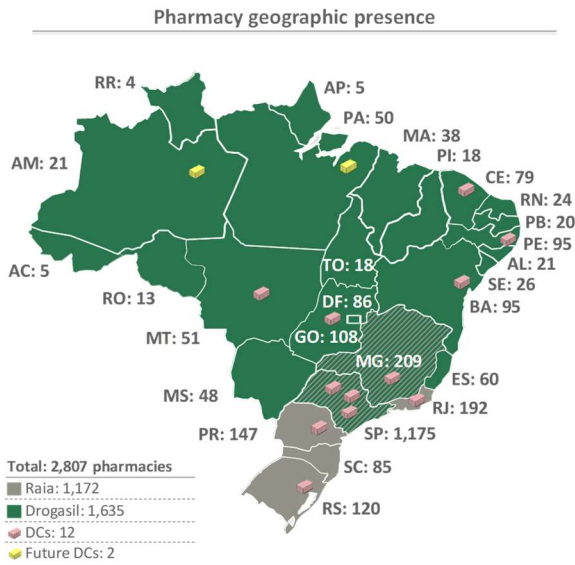 Pharmacy geographic presence
RR: 4
AP: 5
PA: 50
MA: 38
PI: 18
AM: 21
CE: 79
RN: 24
PB: 20
PE: 95
AC: 5
TO: 18
AL: 21
RO: 13
DF: 86
SE: 26
BA: 95
MT: 51
GO: 108
MG: 209
ES: 60
MS: 48
RJ: 192
PR: 147
SP: 1,175
Total: 2,807 pharmacies
SC: 85
Raia: 1,172
RS: 120
Drogasil: 1,635
DCs: 12
Future DCs: 2